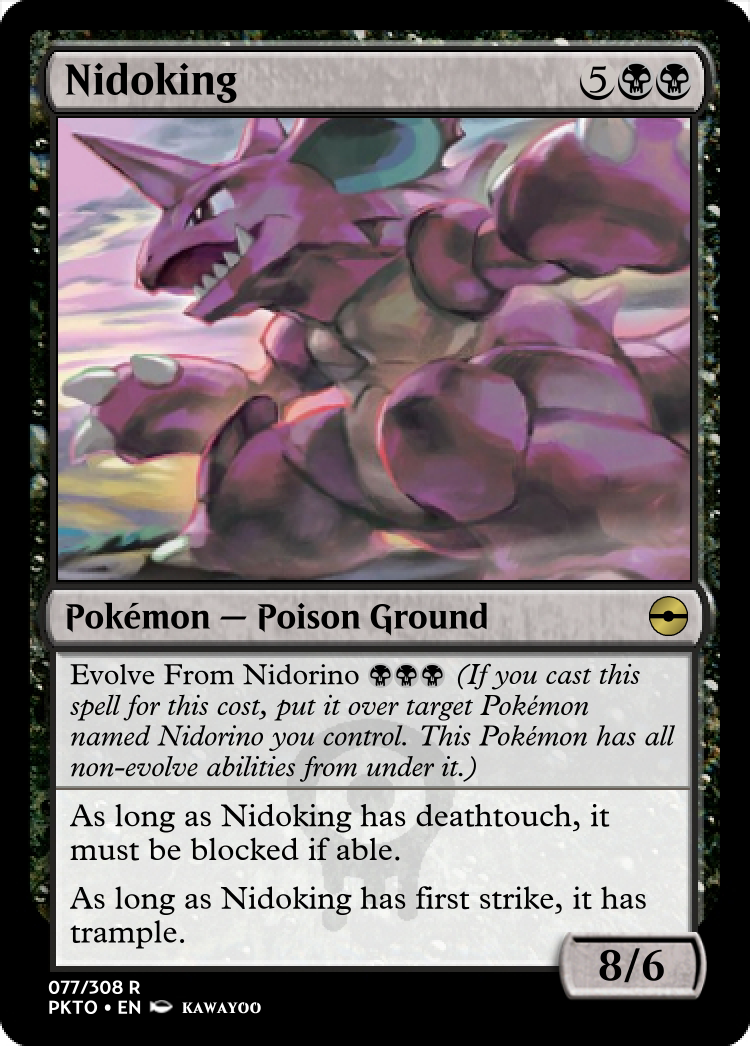 Nidoking 5
Pokémon — Poison Ground
Evolve From Nidorino (If you cast this
spell for this cost, put it over target Pokémon
named Nidorino you control. This Pokémon has all
non-evolve abilities from under it.)
As long as Nidoking has deathtouch, it
must be blocked if able.
As long as Nidoking has first strike, it has
trample.
8/6
077/308 R
PKTO • EN KAWAYOO